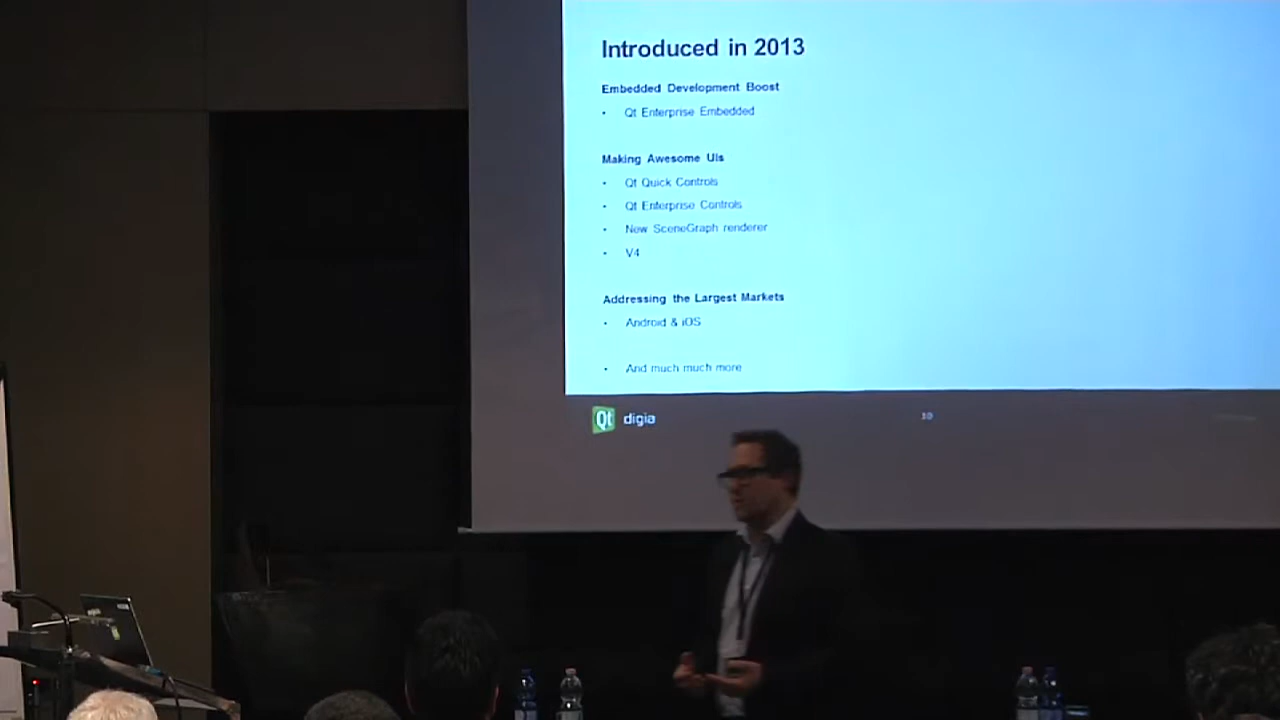 Introduced in 2013
Embedded Development Boost
• Qt Enterprise Embedded
Making Awesome UIs
• Qt Quick Controls
• Qt Enterprise Controls
• New SceneGraph renderer
• V4
Addressing the Largest Markets
• Android & iOS
• And much much more
Qt digia